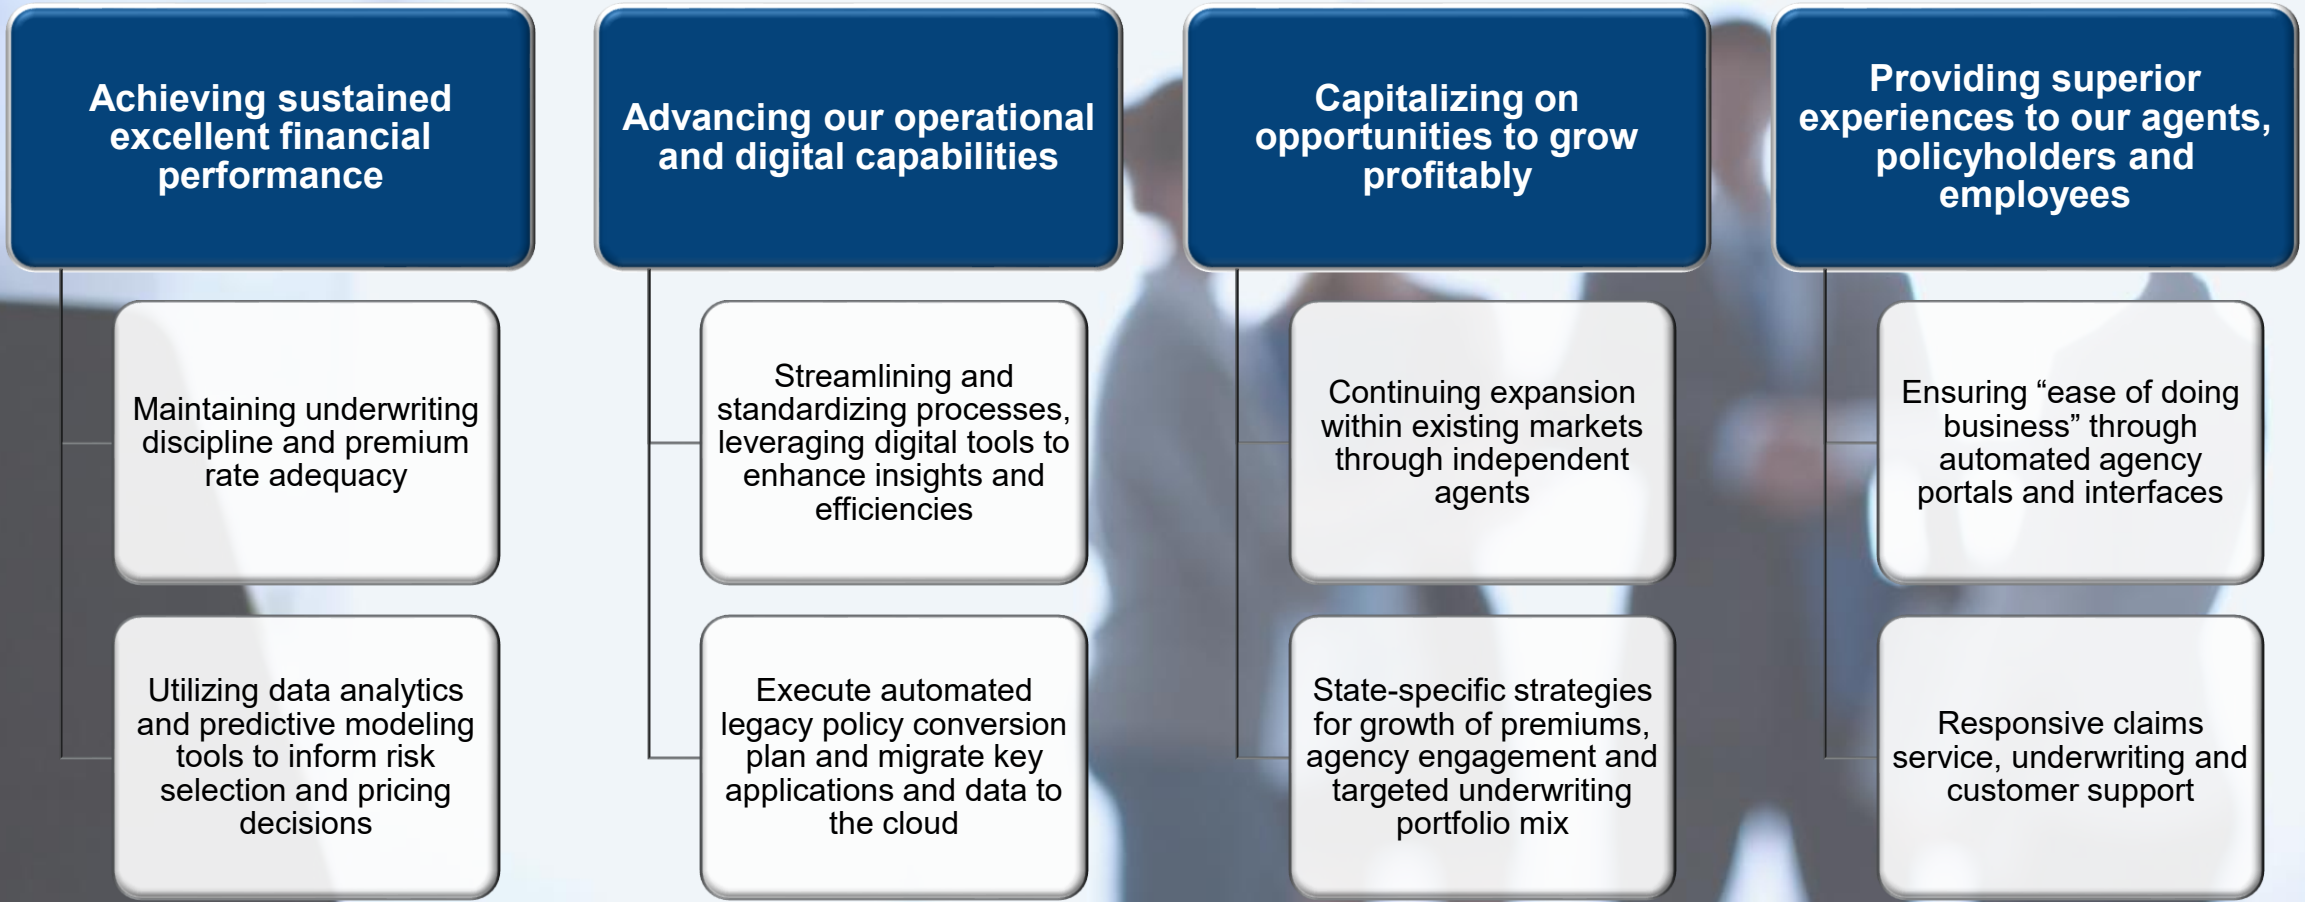 Achieving sustained
excellent financial
performance
Maintaining underwriting
discipline and premium
rate adequacy
Utilizing data analytics
and predictive modeling
tools to inform risk
selection and pricing
decisions
Advancing our operational
and digital capabilities
Streamlining and
standardizing processes,
leveraging digital tools to
enhance insights and
efficiencies
Execute automated
legacy policy conversion
plan and migrate key
applications and data to
the cloud
Capitalizing on
opportunities to grow
profitably
Continuing expansion
within existing markets
through independent
agents
State-specific strategies
for growth of premiums,
agency engagement and
targeted underwriting
portfolio mix
Providing superior
experiences to our agents,
policyholders and
employees
Ensuring “ease of doing
business” through
automated agency
portals and interfaces
Responsive claims
service, underwriting and
customer support